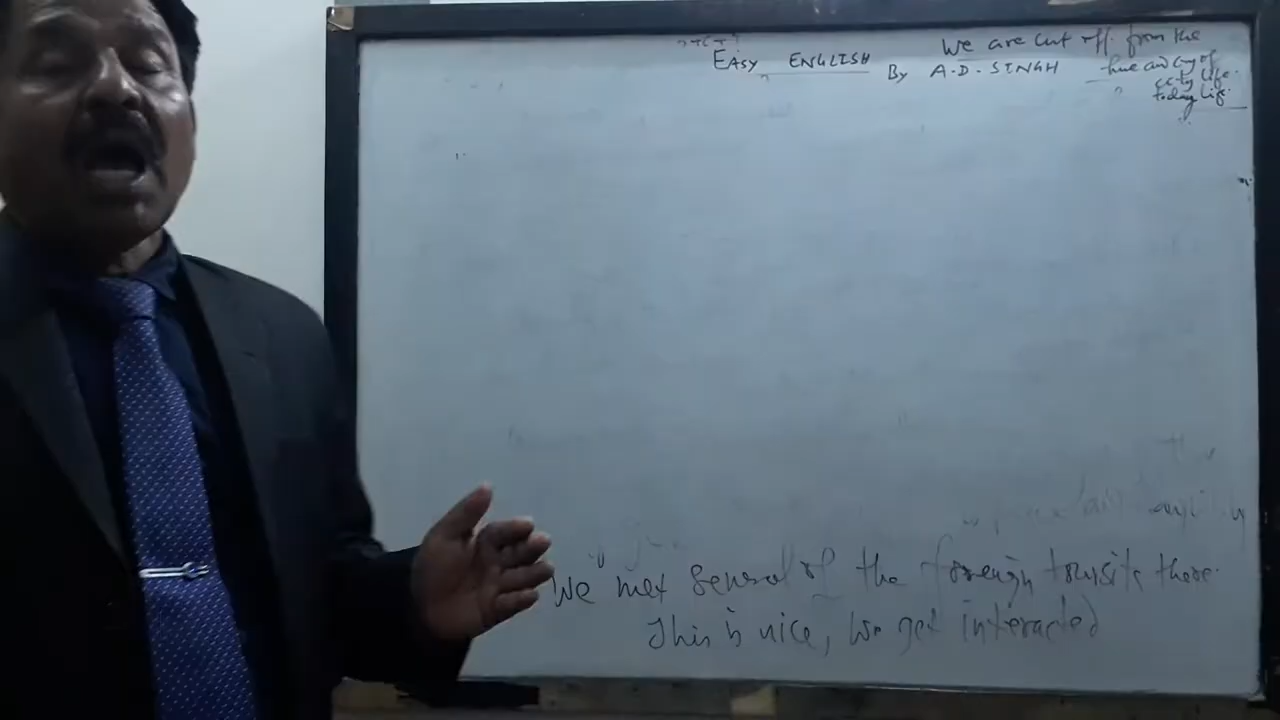 EASY ENGLISH
By A.D. SINGH
We are cut off from the
hue and cry of
city life.
today life.
We met several of the foreign toursits there.
This is nice, we get interacted